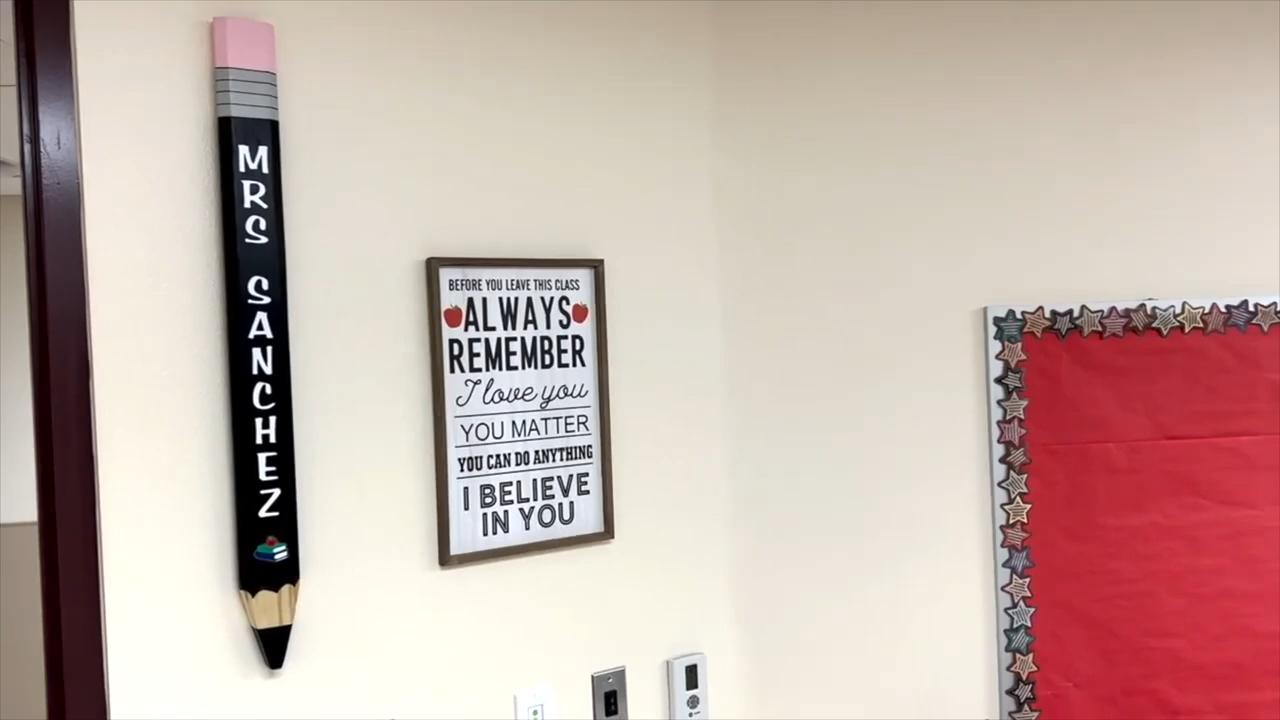 MRS SANCHEZ
BEFORE YOU LEAVE THIS CLASS
ALWAYS
REMEMBER
I love you
YOU MATTER
YOU CAN DO ANYTHING
I BELIEVE
IN YOU